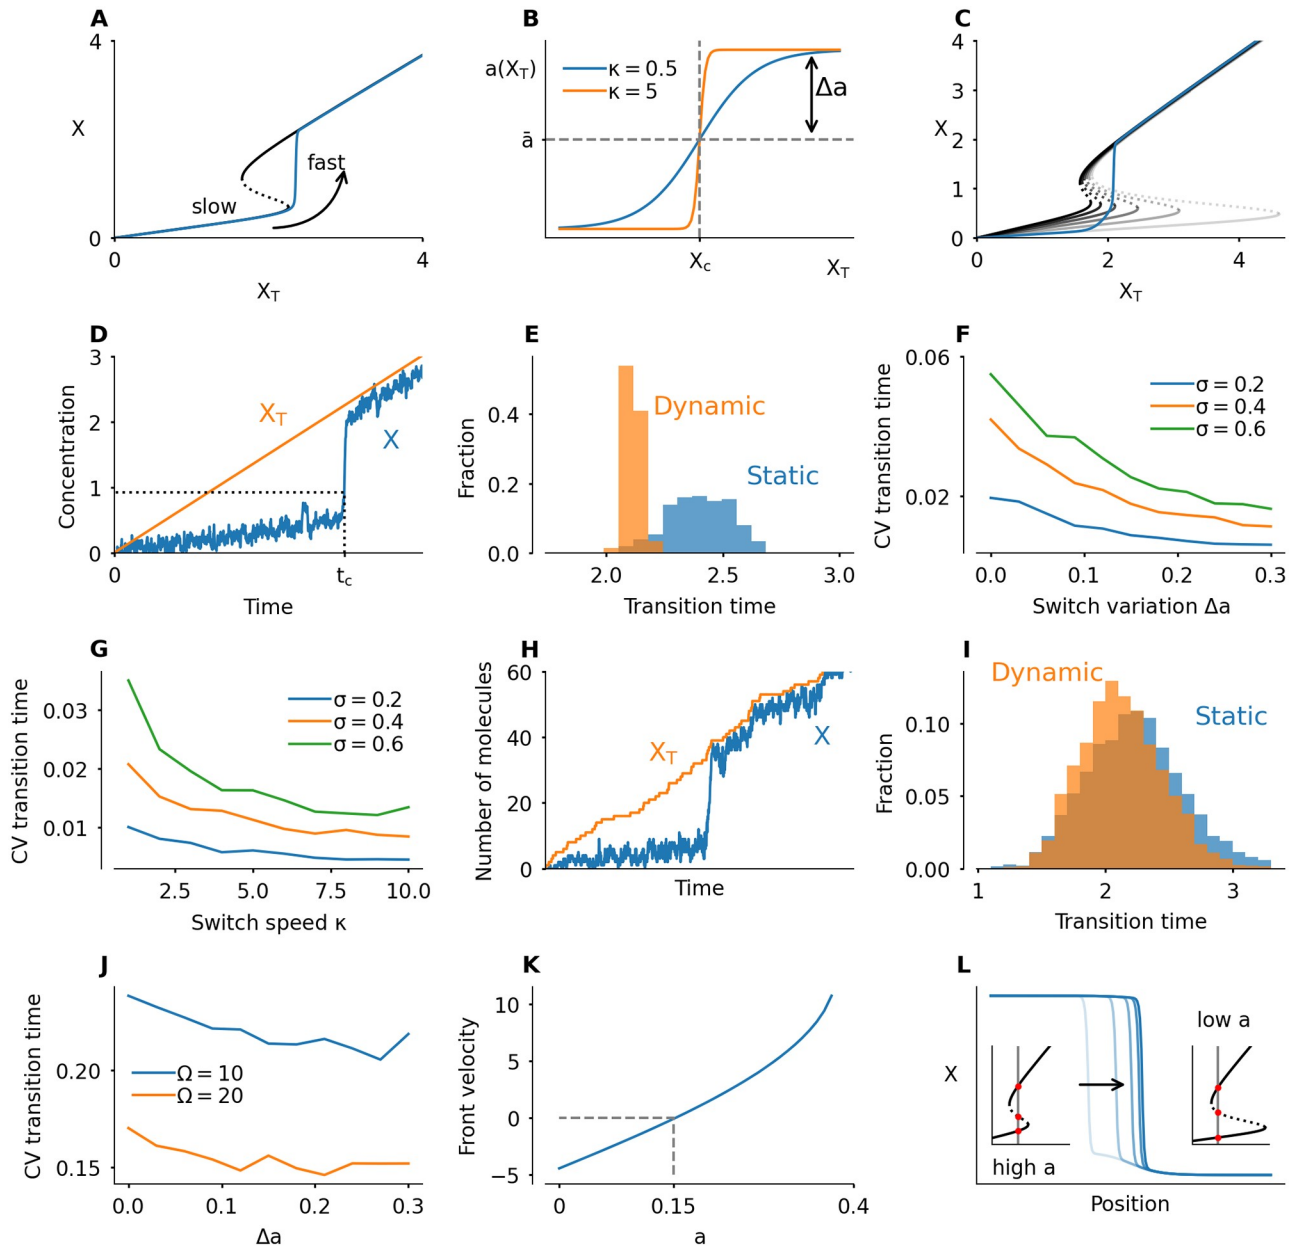 A
4
X
fast
slow
0
0
4
X_T
B
a(X_T)
κ = 0.5
κ = 5
Δa
ā
X_c
X_T
C
4
3
X
2
1
0
0
2
4
X_T
D
3
Concentration
X_T
2
X
1
0
0
t_c
Time
E
Fraction
0.4
Dynamic
0.2
Static
0.0
2.0
2.5
3.0
Transition time
F
CV transition time
0.06
σ = 0.2
σ = 0.4
σ = 0.6
0.02
0.0
0.1
0.2
0.3
Switch variation Δa
G
CV transition time
σ = 0.2
0.03
σ = 0.4
σ = 0.6
0.02
0.01
2.5
5.0
7.5
10.0
Switch speed κ
H
Number of molecules
60
X_T
X
40
20
0
Time
I
Dynamic
Fraction
Static
0.10
0.05
0.00
1
2
3
Transition time
J
CV transition time
0.20
Ω = 10
Ω = 20
0.15
0.0
0.1
0.2
0.3
Δa
K
Front velocity
10
5
0
−5
0
0.15
0.4
a
L
low a
X
high a
Position